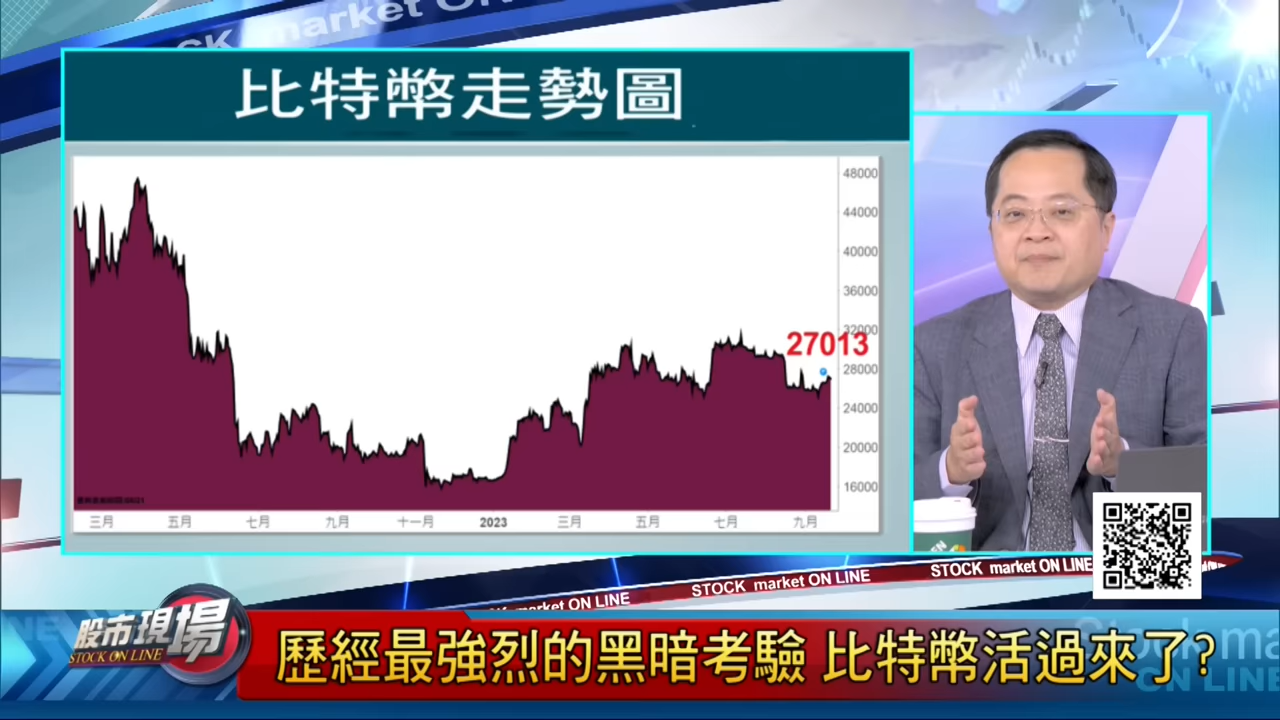 比特幣走勢圖
48000
44000
40000
36000
32000
27013
28000
24000
20000
16000
三月 五月 七月 九月 十一月 2023 三月 五月 七月 九月
STOCK market ON LINE
STOCK market ON LINE
market ON LINE
股市現場
STOCK ON LINE
歷經最強烈的黑暗考驗 比特幣活過來了?